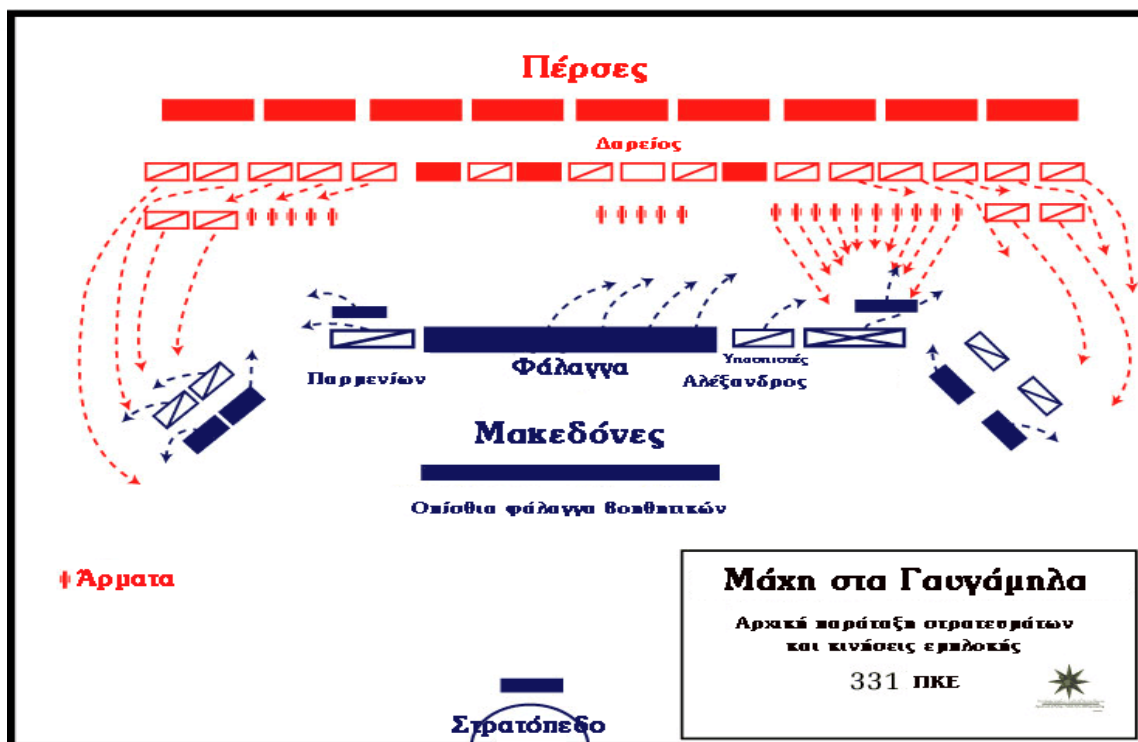 Πέρσες
Δαρείος
Υπασπιστές
Παρμενίων
Φάλαγγα
Αλέξανδρος
Μακεδόνες
Οπίσθια φάλαγγα βοηθητικών
Άρματα
Μάχη στα Γαυγάμηλα
Αρχική παράταξη στρατευμάτων
και κινήσεις εμπλοκής
331 ΠΚΕ
Στρατόπεδο